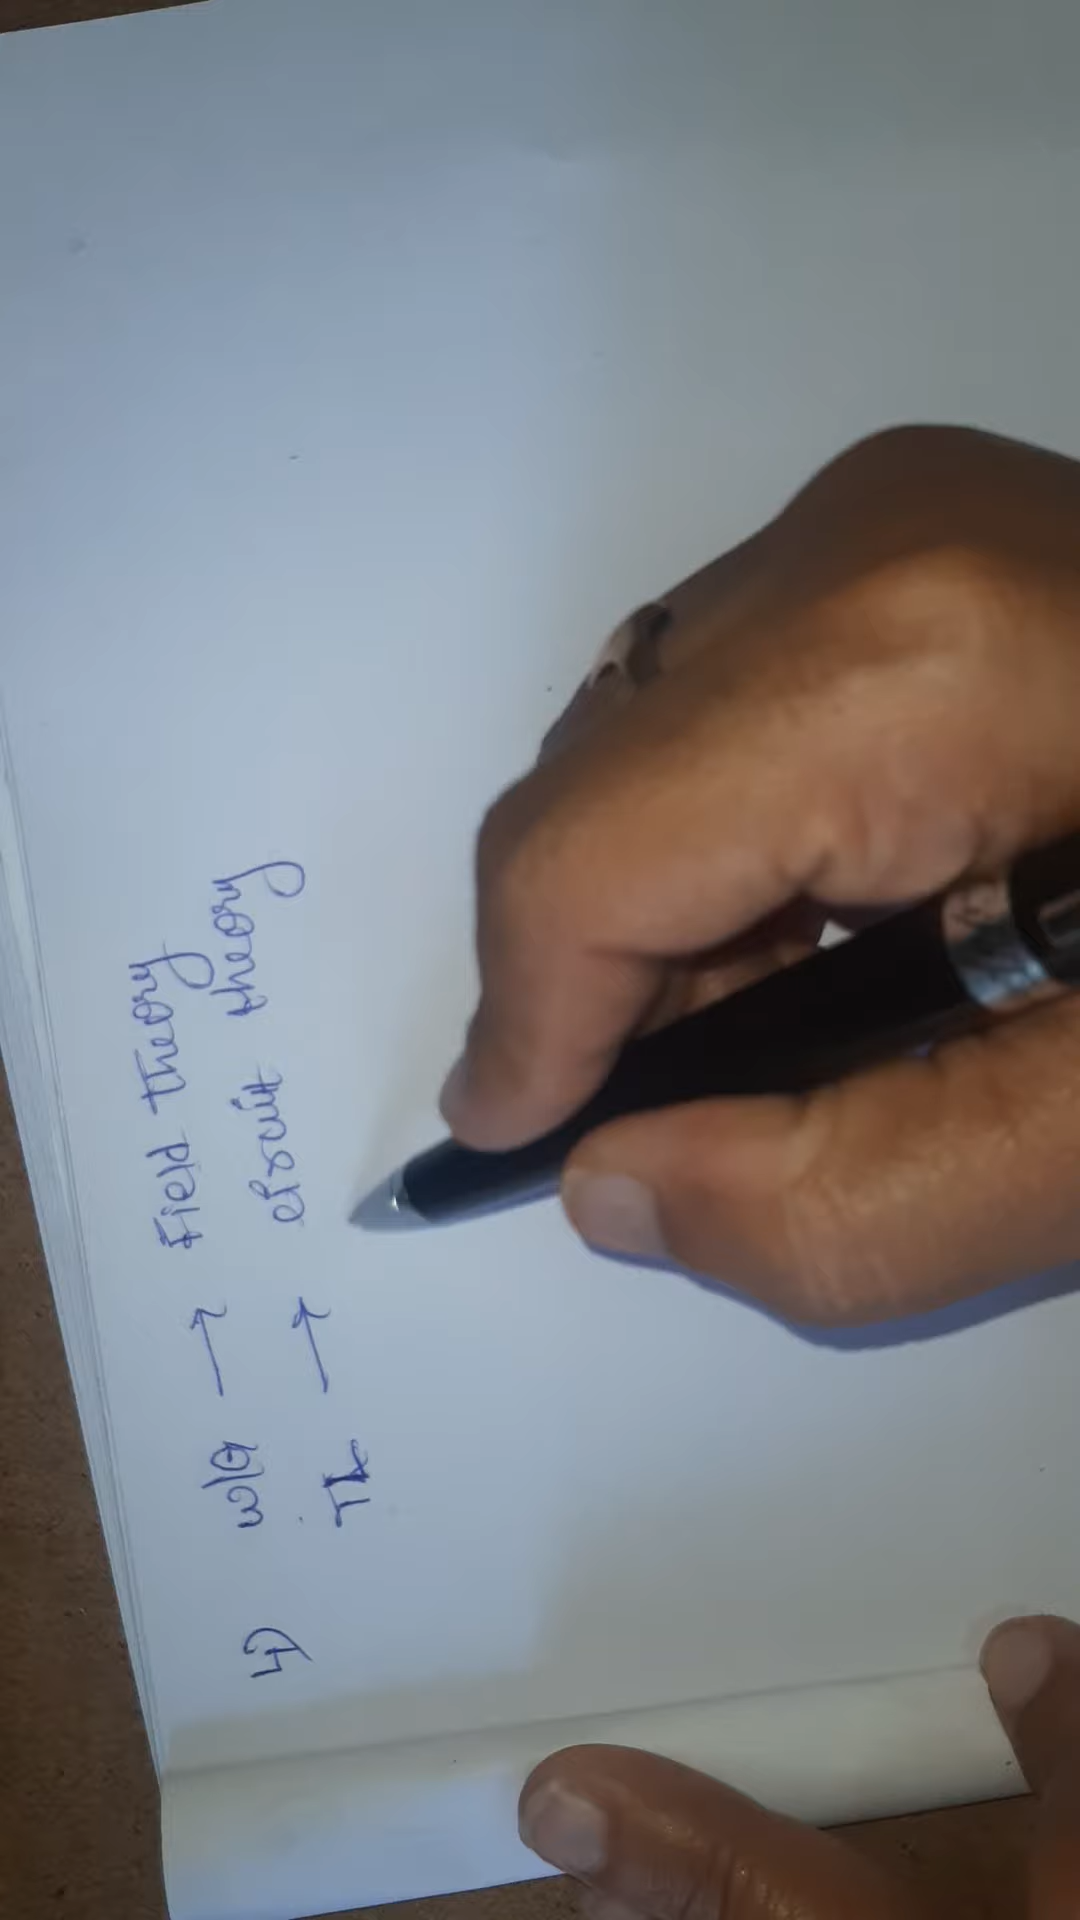 4) W/G → Field theory
TL → circuit theory